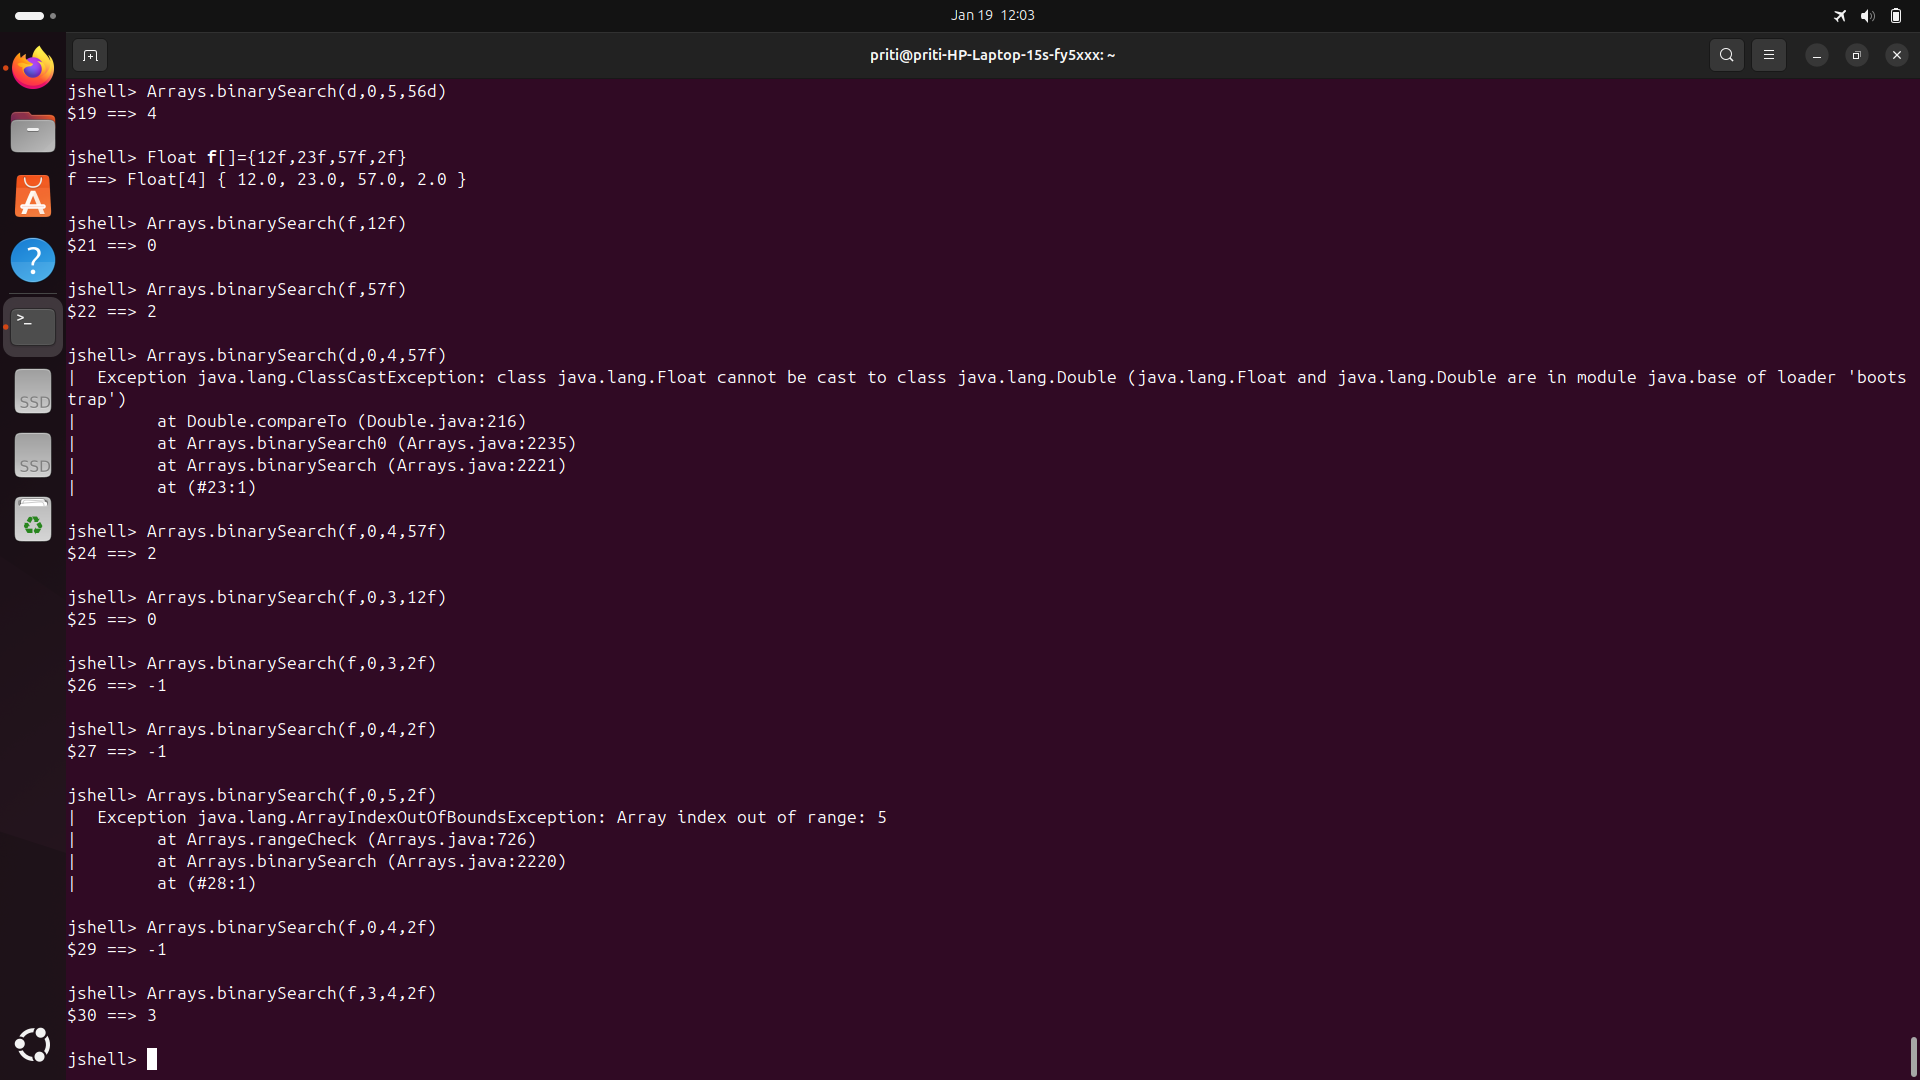 Jan 19 12:03
priti@priti-HP-Laptop-15s-fy5xxx: ~
jshell> Arrays.binarySearch(d,0,5,56d)
$19 ==> 4
jshell> Float f[]={12f,23f,57f,2f}
f ==> Float[4] { 12.0, 23.0, 57.0, 2.0 }
jshell> Arrays.binarySearch(f,12f)
$21 ==> 0
jshell> Arrays.binarySearch(f,57f)
$22 ==> 2
jshell> Arrays.binarySearch(d,0,4,57f)
|  Exception java.lang.ClassCastException: class java.lang.Float cannot be cast to class java.lang.Double (java.lang.Float and java.lang.Double are in module java.base of loader 'boots
trap')
|        at Double.compareTo (Double.java:216)
|        at Arrays.binarySearch0 (Arrays.java:2235)
|        at Arrays.binarySearch (Arrays.java:2221)
|        at (#23:1)
jshell> Arrays.binarySearch(f,0,4,57f)
$24 ==> 2
jshell> Arrays.binarySearch(f,0,3,12f)
$25 ==> 0
jshell> Arrays.binarySearch(f,0,3,2f)
$26 ==> -1
jshell> Arrays.binarySearch(f,0,4,2f)
$27 ==> -1
jshell> Arrays.binarySearch(f,0,5,2f)
|  Exception java.lang.ArrayIndexOutOfBoundsException: Array index out of range: 5
|        at Arrays.rangeCheck (Arrays.java:726)
|        at Arrays.binarySearch (Arrays.java:2220)
|        at (#28:1)
jshell> Arrays.binarySearch(f,0,4,2f)
$29 ==> -1
jshell> Arrays.binarySearch(f,3,4,2f)
$30 ==> 3
jshell>
SSD
SSD